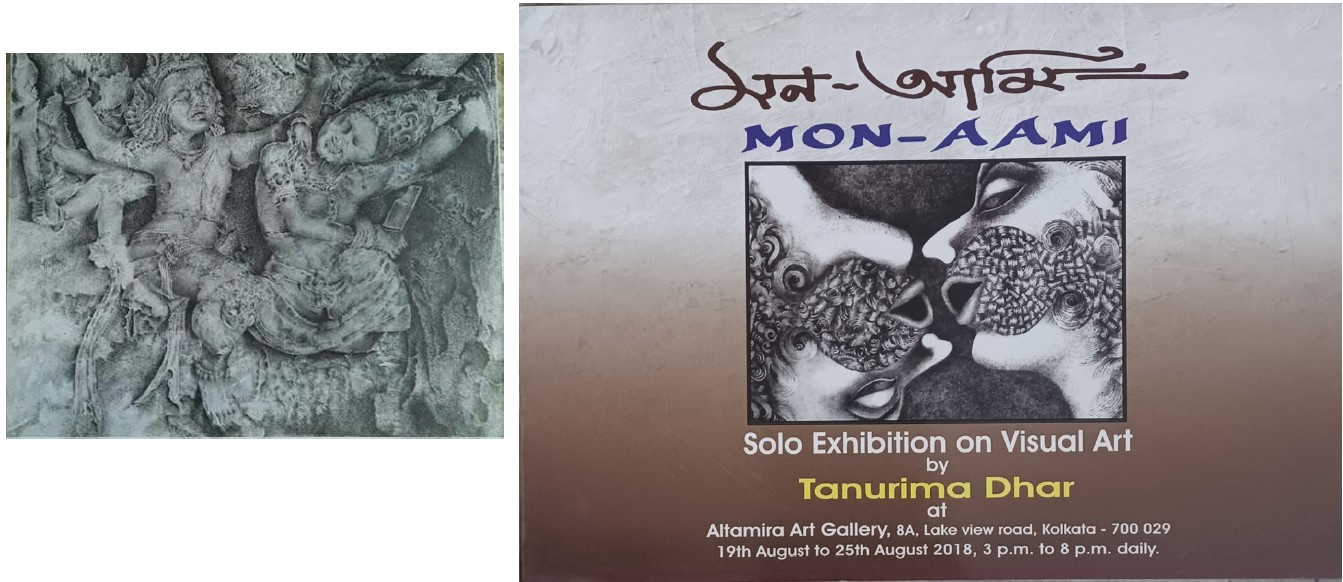 মন-আমি
MON-AAMI
Solo Exhibition on Visual Art
by
Tanurima Dhar
at
Altamira Art Gallery, 8A, Lake view road, Kolkata - 700 029
19th August to 25th August 2018, 3 p.m. to 8 p.m. daily.